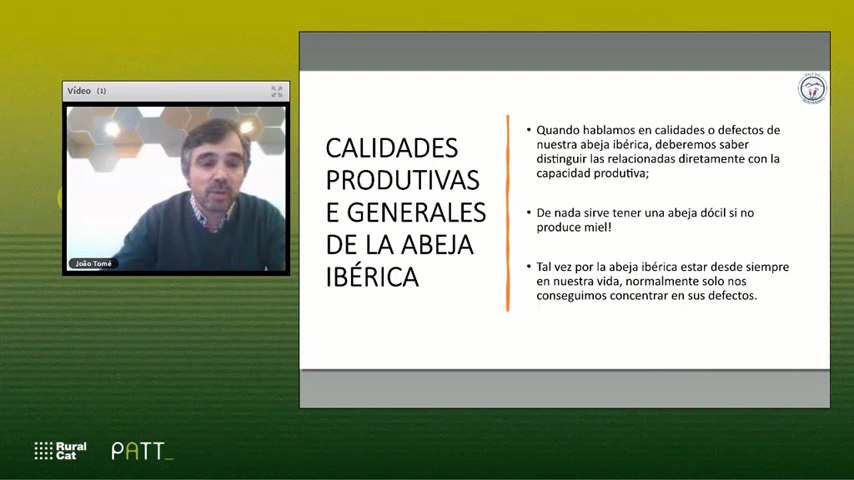 Vídeo (1)
João Tomé
CALIDADES
PRODUTIVAS
E GENERALES
DE LA ABEJA
IBÉRICA
• Quando hablamos en calidades o defectos de
nuestra abeja ibérica, deberemos saber
distinguir las relacionadas diretamente con la
capacidad produtiva;
• De nada sirve tener una abeja dócil si no
produce miel!
• Tal vez por la abeja ibérica estar desde siempre
en nuestra vida, normalmente solo nos
conseguimos concentrar en sus defectos.
Rural
Cat
PATT_